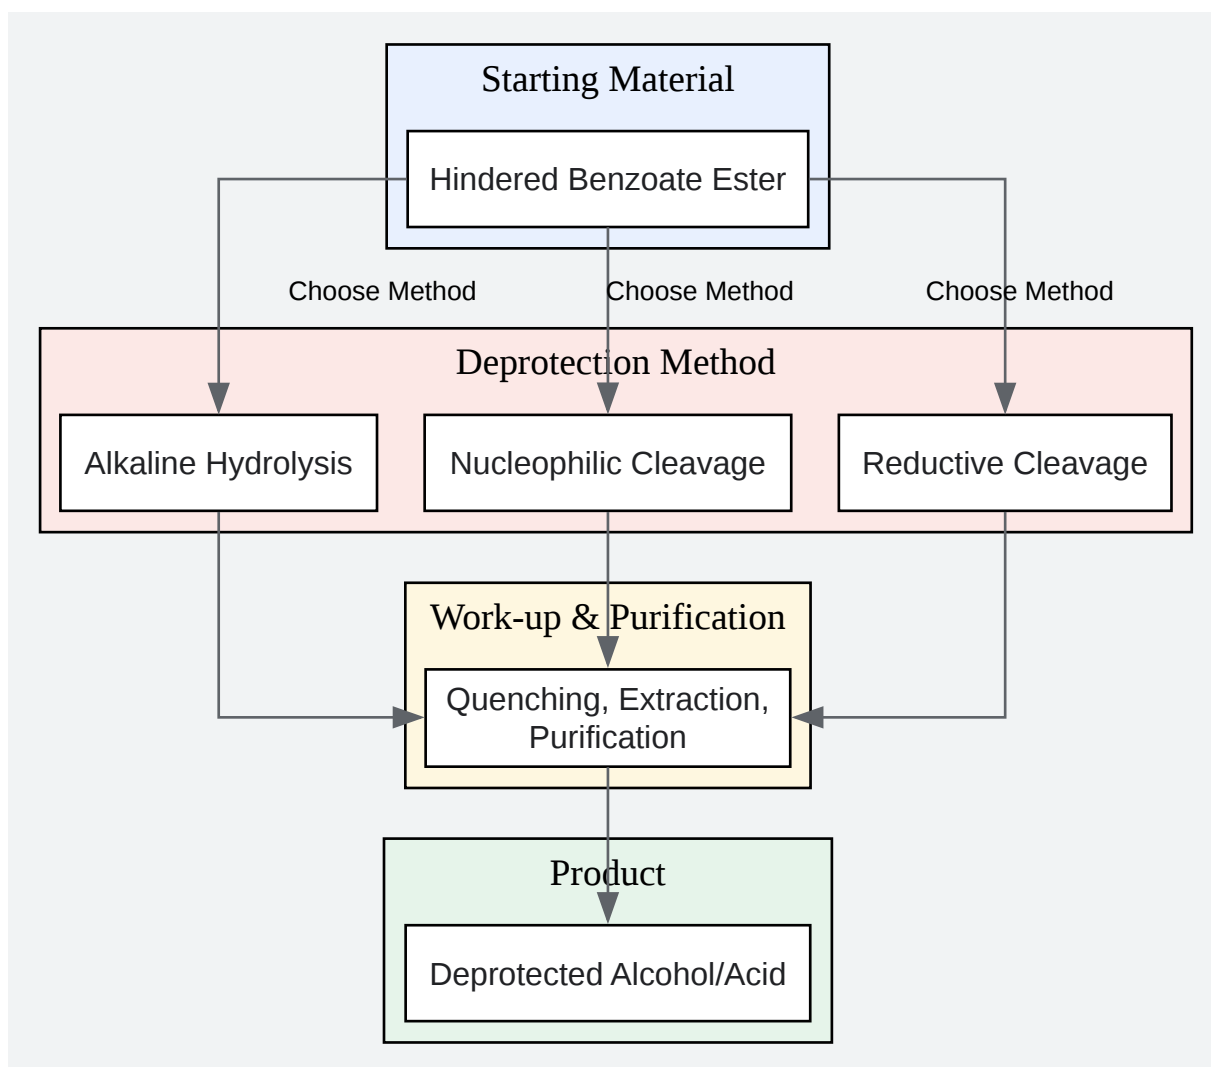 Starting Material
Hindered Benzoate Ester
Choose Method
Choose Method
Choose Method
Deprotection Method
Alkaline Hydrolysis
Nucleophilic Cleavage
Reductive Cleavage
Work-up & Purification
Quenching, Extraction,
Purification
Product
Deprotected Alcohol/Acid